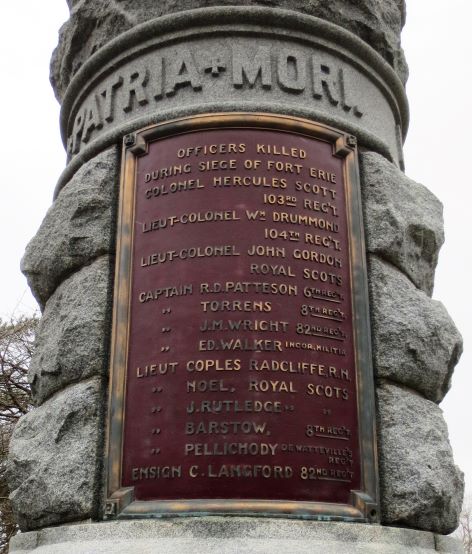 PATRIA + MORI.
OFFICERS KILLED
DURING SIEGE OF FORT ERIE
COLONEL HERCULES SCOTT
103RD REG'T.
LIEUT-COLONEL WM DRUMMOND
104TH REG'T.
LIEUT-COLONEL JOHN GORDON
ROYAL SCOTS
CAPTAIN R.D. PATTESON 6TH REG'T.
" TORRENS 8TH REG'T.
" J.M. WRIGHT 82ND REG'T.
" ED. WALKER INCOR. MILITIA
LIEUT COPLES RADCLIFFE, R.N.
" NOEL, ROYAL SCOTS
" J. RUTLEDGE " "
" BARSTOW, 8TH REG'T.
" PELLICHODY DE WATTEVILLE'S
REG'T
ENSIGN C. LANGFORD 82ND REG'T